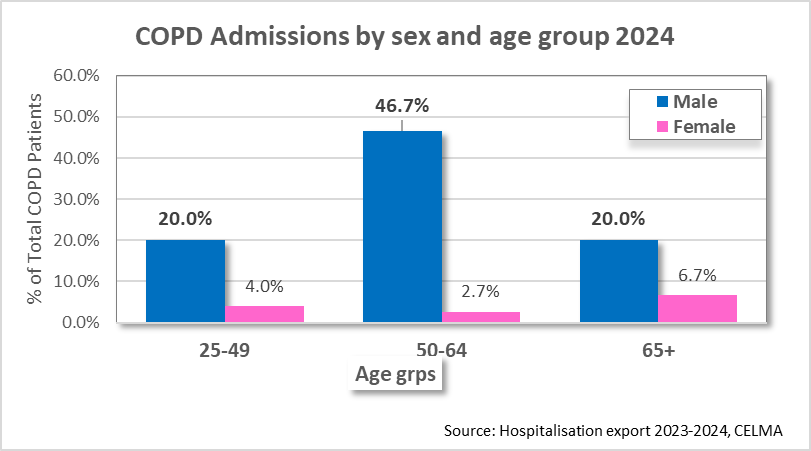 COPD Admissions by sex and age group 2024
% of Total COPD Patients
60.0%
50.0%
40.0%
30.0%
20.0%
10.0%
0.0%
Male
Female
20.0%
4.0%
46.7%
2.7%
20.0%
6.7%
25-49
50-64
65+
Age grps
Source: Hospitalisation export 2023-2024, CELMA